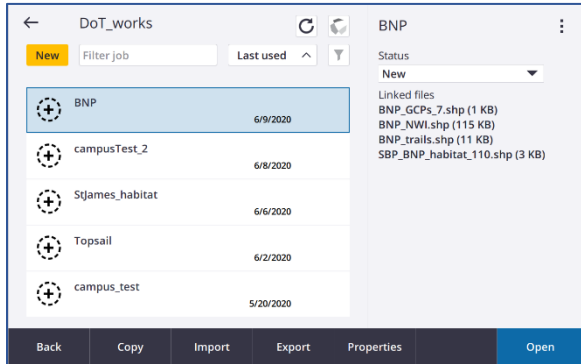 DoT_works
New
Filter job
Last used
BNP
6/9/2020
campusTest_2
6/8/2020
StJames_habitat
6/6/2020
Topsail
6/2/2020
campus_test
5/20/2020
BNP
Status
New
Linked files
BNP_GCPs_7.shp (1 KB)
BNP_NWI.shp (115 KB)
BNP_trails.shp (11 KB)
SBP_BNP_habitat_110.shp (3 KB)
Back Copy Import Export Properties Open